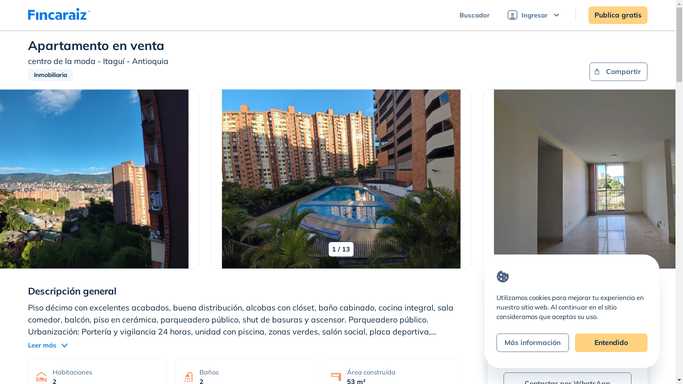 Fincaraiz
Buscador
Ingresar
Publica gratis
Apartamento en venta
centro de la moda - Itaguí - Antioquia
Inmobiliaria
Compartir
1 / 13
Descripción general
Piso décimo con excelentes acabados, buena distribución, alcobas con clóset, baño cabinado, cocina integral, sala
comedor, balcón, piso en cerámica, parqueadero público, shut de basuras y ascensor. Parqueadero público,
Urbanización: Portería y vigilancia 24 horas, unidad con piscina, zonas verdes, salón social, placa deportiva,...
Leer más
Habitaciones
2
Baños
2
Área construida
53 m²
Utilizamos cookies para mejorar tu experiencia en
nuestro sitio web. Al continuar en el sitio
consideramos que aceptas su uso.
Más información
Entendido
Contactar por WhatsApp